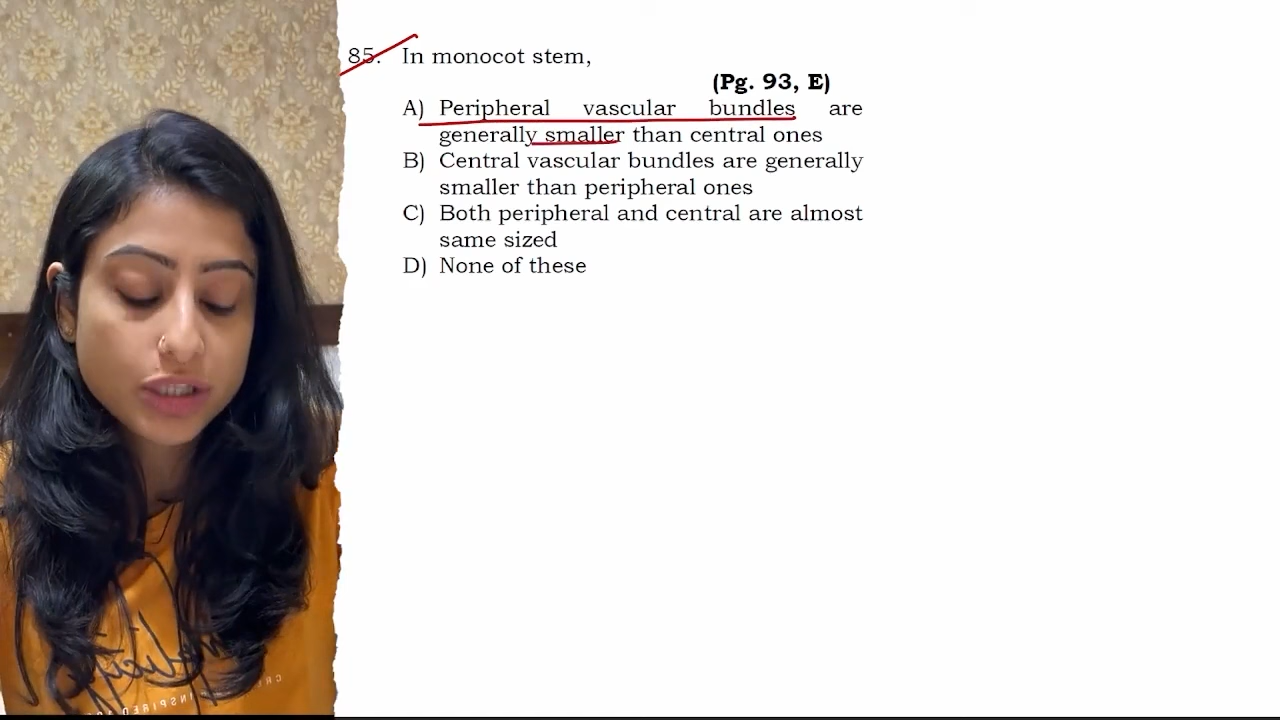 85. In monocot stem,
(Pg. 93, E)
A) Peripheral vascular bundles are
generally smaller than central ones
B) Central vascular bundles are generally
smaller than peripheral ones
C) Both peripheral and central are almost
same sized
D) None of these